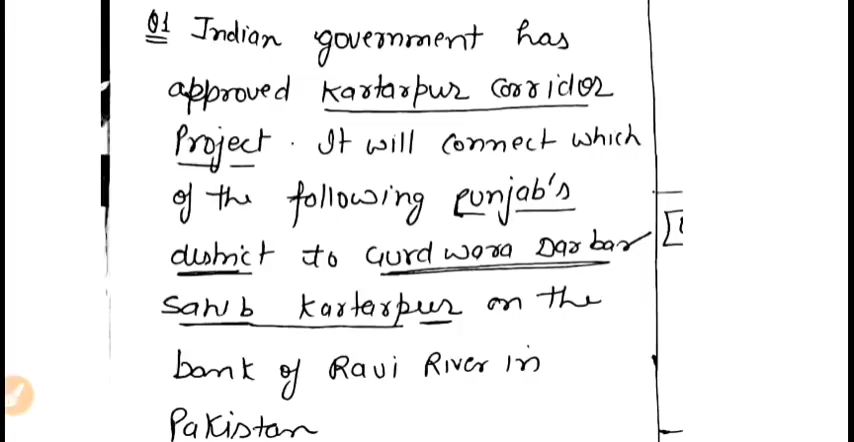 Q1 Indian government has
approved Kartarpur Corridor
Project. It will connect which
of the following Punjab's
district to Gurdwara Darbar
Sahib Kartarpur on the
bank of Ravi River in
Pakistan